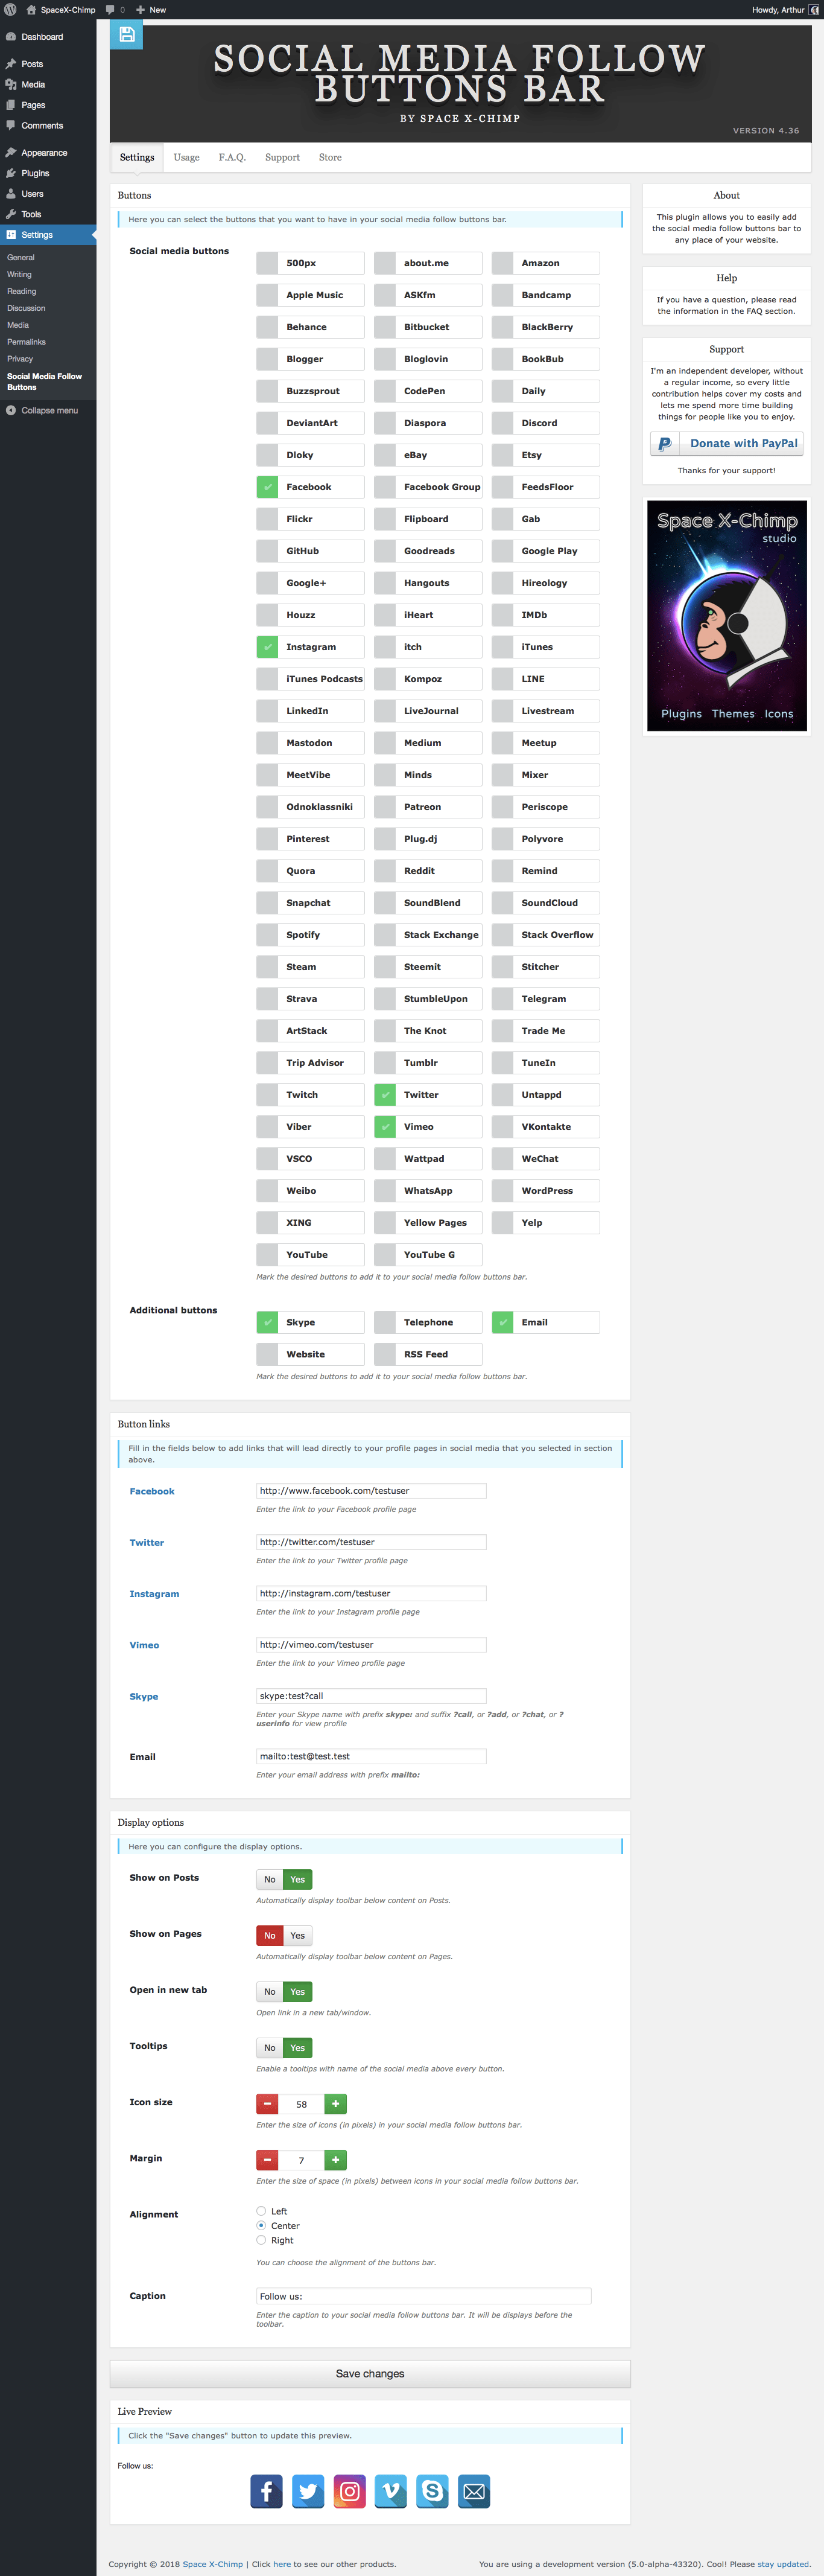 SpaceX-Chimp 0 New Howdy, Arthur
Dashboard
Posts
Media
Pages
Comments
Appearance
Plugins
Users
Tools
Settings
General
Writing
Reading
Discussion
Media
Permalinks
Privacy
Social Media Follow
Buttons
Collapse menu
SOCIAL MEDIA FOLLOW
BUTTONS BAR
BY SPACE X-CHIMP
VERSION 4.36
Settings Usage F.A.Q. Support Store
Buttons
Here you can select the buttons that you want to have in your social media follow buttons bar.
Social media buttons
500px about.me Amazon
Apple Music ASKfm Bandcamp
Behance Bitbucket BlackBerry
Blogger Bloglovin BookBub
Buzzsprout CodePen Daily
DeviantArt Diaspora Discord
Dloky eBay Etsy
Facebook Facebook Group FeedsFloor
Flickr Flipboard Gab
GitHub Goodreads Google Play
Google+ Hangouts Hireology
Houzz iHeart IMDb
Instagram itch iTunes
iTunes Podcasts Kompoz LINE
LinkedIn LiveJournal Livestream
Mastodon Medium Meetup
MeetVibe Minds Mixer
Odnoklassniki Patreon Periscope
Pinterest Plug.dj Polyvore
Quora Reddit Remind
Snapchat SoundBlend SoundCloud
Spotify Stack Exchange Stack Overflow
Steam Steemit Stitcher
Strava StumbleUpon Telegram
ArtStack The Knot Trade Me
Trip Advisor Tumblr TuneIn
Twitch Twitter Untappd
Viber Vimeo VKontakte
VSCO Wattpad WeChat
Weibo WhatsApp WordPress
XING Yellow Pages Yelp
YouTube YouTube G
Mark the desired buttons to add it to your social media follow buttons bar.
Additional buttons
Skype Telephone Email
Website RSS Feed
Mark the desired buttons to add it to your social media follow buttons bar.
About
This plugin allows you to easily add
the social media follow buttons bar to
any place of your website.
Help
If you have a question, please read
the information in the FAQ section.
Support
I'm an independent developer, without
a regular income, so every little
contribution helps cover my costs and
lets me spend more time building
things for people like you to enjoy.
Donate with PayPal
Thanks for your support!
Space X-Chimp
studio
Plugins Themes Icons
Button links
Fill in the fields below to add links that will lead directly to your profile pages in social media that you selected in section
above.
Facebook http://www.facebook.com/testuser
Enter the link to your Facebook profile page
Twitter http://twitter.com/testuser
Enter the link to your Twitter profile page
Instagram http://instagram.com/testuser
Enter the link to your Instagram profile page
Vimeo http://vimeo.com/testuser
Enter the link to your Vimeo profile page
Skype skype:test?call
Enter your Skype name with prefix skype: and suffix ?call, or ?add, or ?chat, or ?
userinfo for view profile
Email mailto:test@test.test
Enter your email address with prefix mailto:
Display options
Here you can configure the display options.
Show on Posts No Yes
Automatically display toolbar below content on Posts.
Show on Pages No Yes
Automatically display toolbar below content on Pages.
Open in new tab No Yes
Open link in a new tab/window.
Tooltips No Yes
Enable a tooltips with name of the social media above every button.
Icon size 58
Enter the size of icons (in pixels) in your social media follow buttons bar.
Margin 7
Enter the size of space (in pixels) between icons in your social media follow buttons bar.
Alignment Left
Center
Right
You can choose the alignment of the buttons bar.
Caption Follow us:
Enter the caption to your social media follow buttons bar. It will be displays before the
toolbar.
Save changes
Live Preview
Click the "Save changes" button to update this preview.
Follow us:
Copyright © 2018 Space X-Chimp | Click here to see our other products. You are using a development version (5.0-alpha-43320). Cool! Please stay updated.